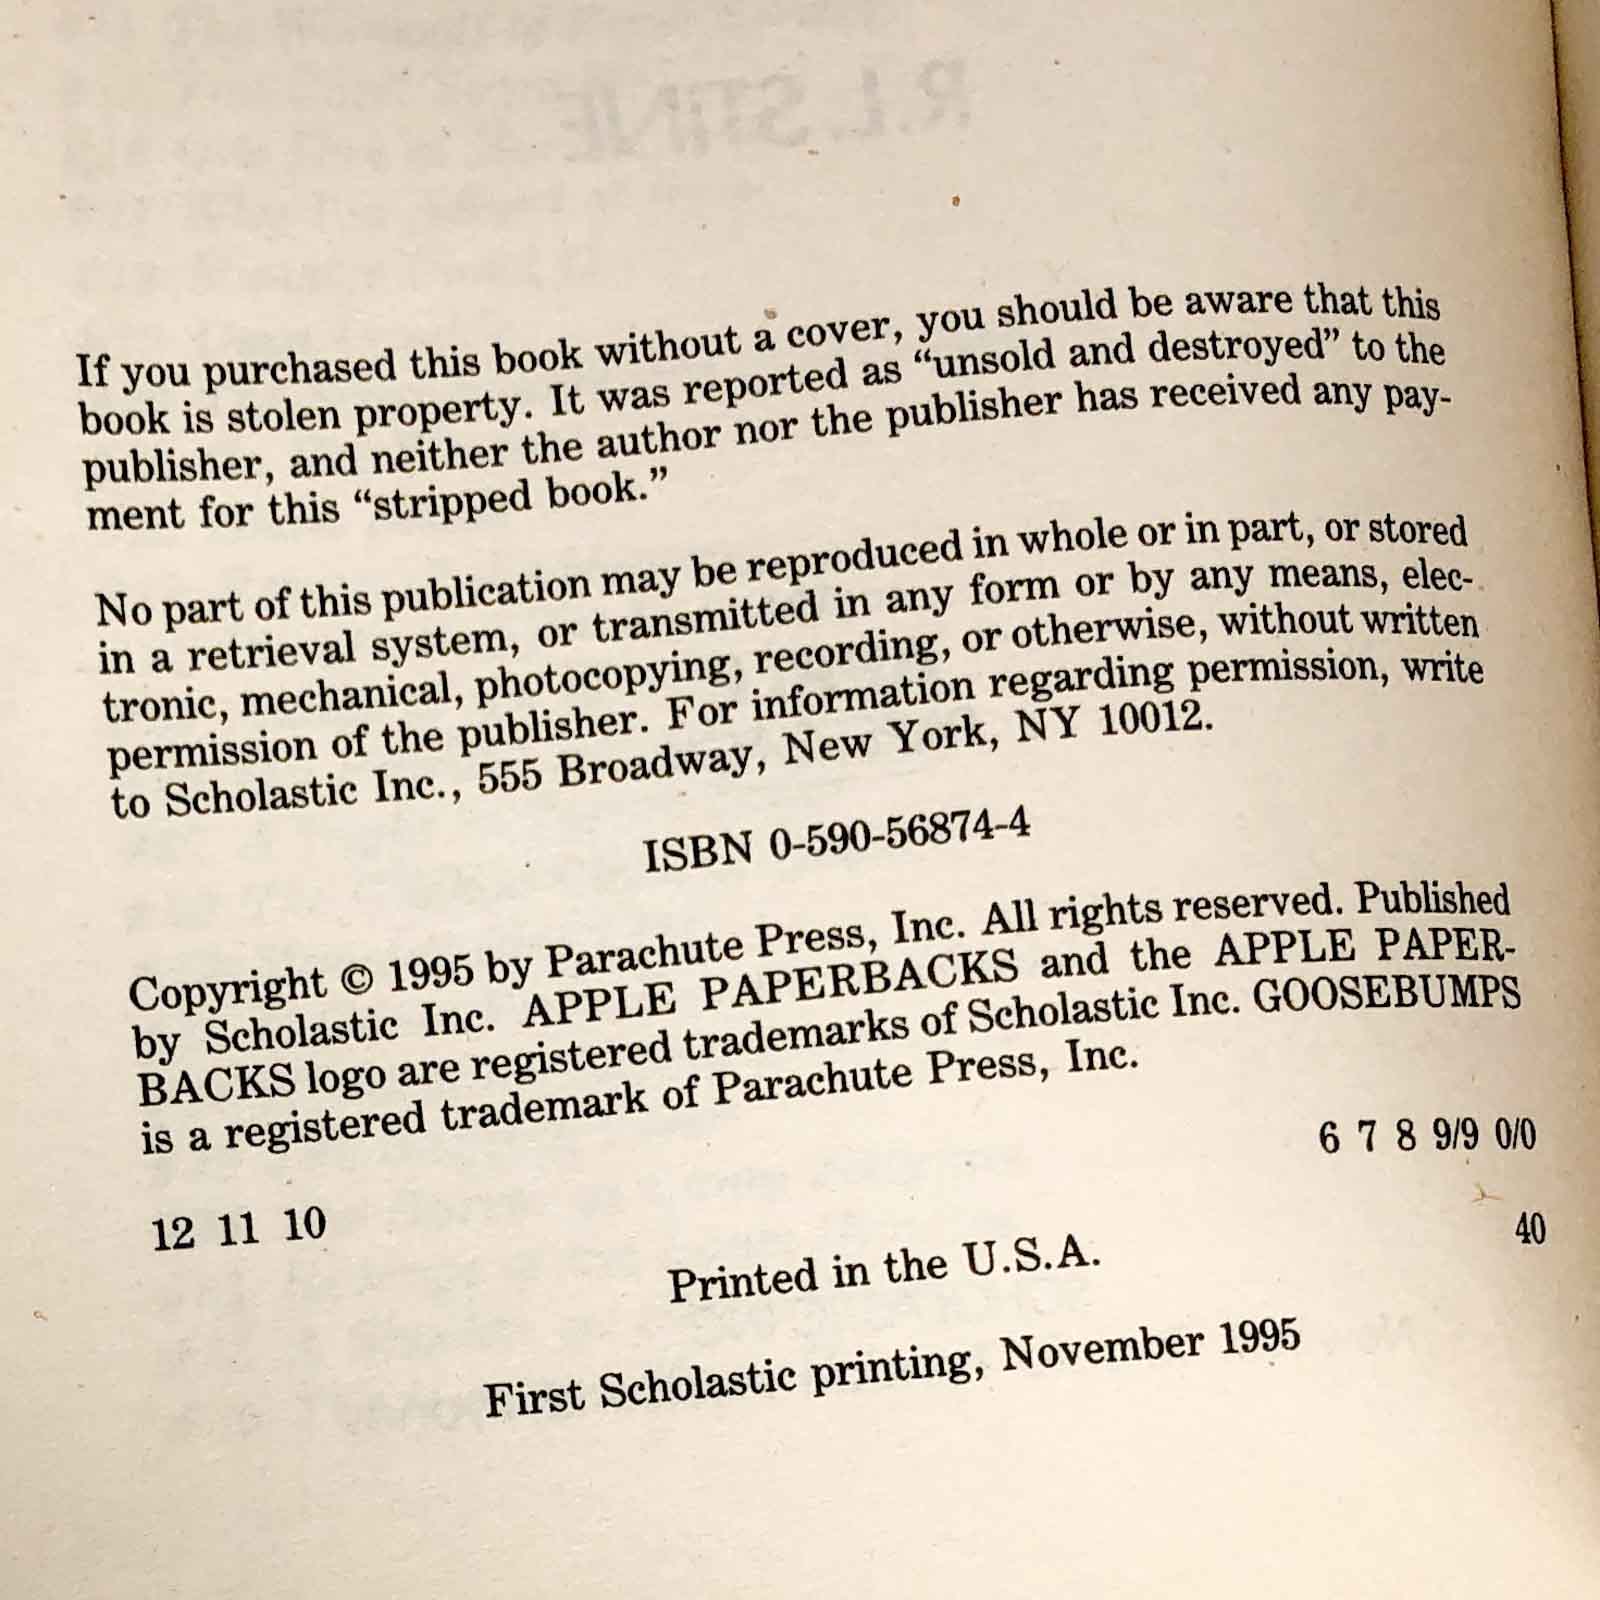 R.L. STINE
If you purchased this book without a cover, you should be aware that this
book is stolen property. It was reported as “unsold and destroyed” to the
publisher, and neither the author nor the publisher has received any pay-
ment for this “stripped book.”
No part of this publication may be reproduced in whole or in part, or stored
in a retrieval system, or transmitted in any form or by any means, elec-
tronic, mechanical, photocopying, recording, or otherwise, without written
permission of the publisher. For information regarding permission, write
to Scholastic Inc., 555 Broadway, New York, NY 10012.
ISBN 0-590-56874-4
Copyright © 1995 by Parachute Press, Inc. All rights reserved. Published
by Scholastic Inc. APPLE PAPERBACKS and the APPLE PAPER-
BACKS logo are registered trademarks of Scholastic Inc. GOOSEBUMPS
is a registered trademark of Parachute Press, Inc.
12 11 10 6 7 8 9/9 0/0
Printed in the U.S.A. 40
First Scholastic printing, November 1995